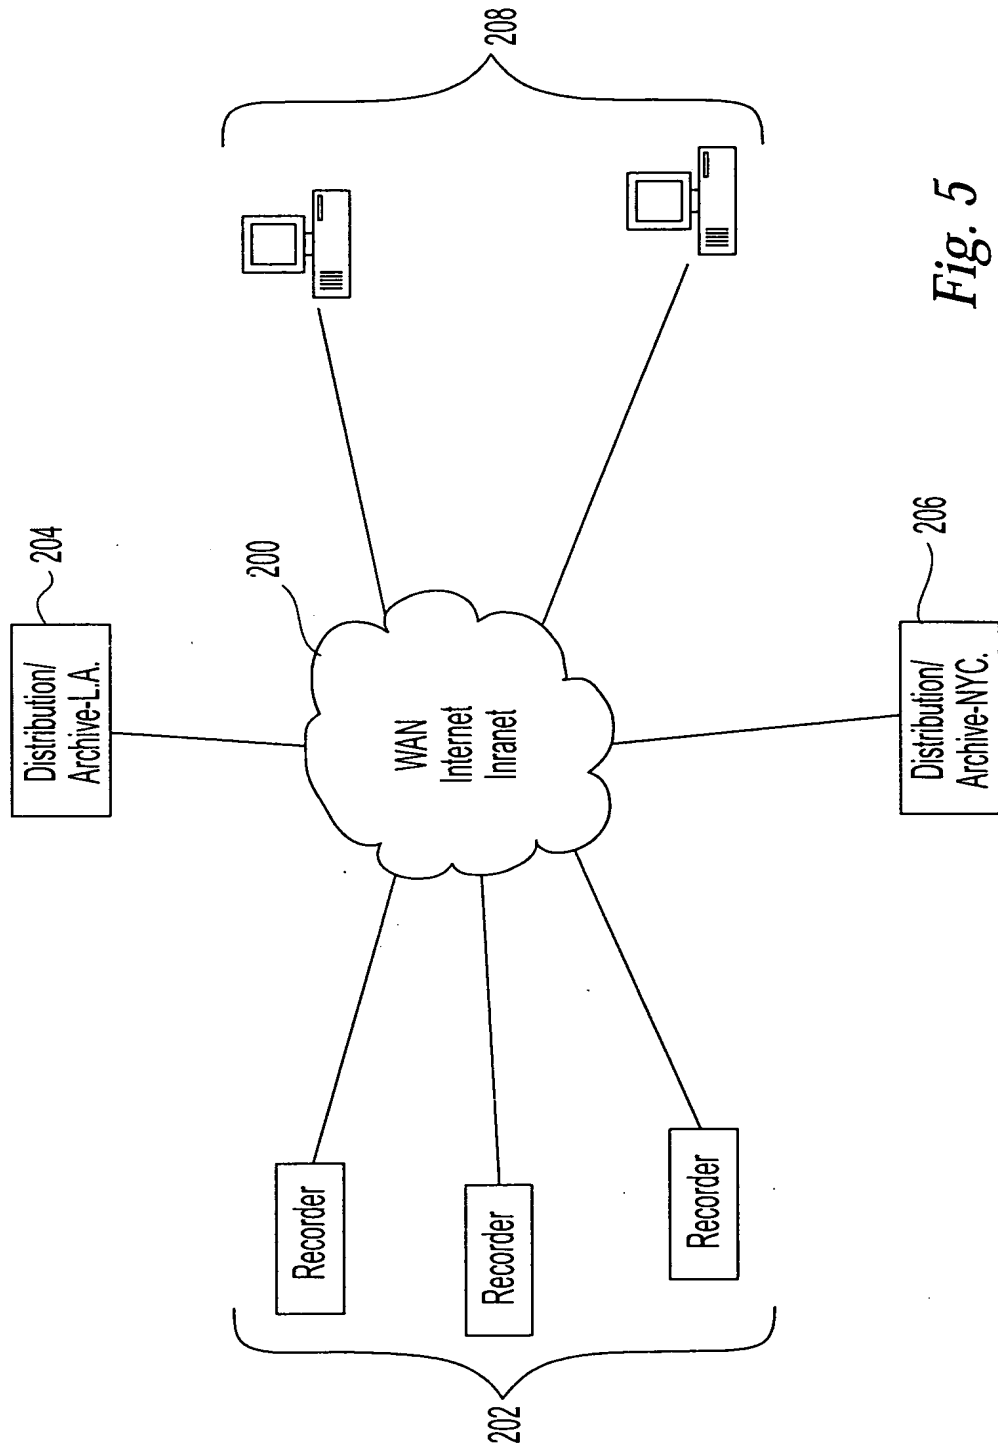 204
Distribution/
Archive-L.A.
200
208
WAN
Internet
Inranet
Recorder
Recorder
Recorder
202
206
Distribution/
Archive-NYC.
Fig. 5